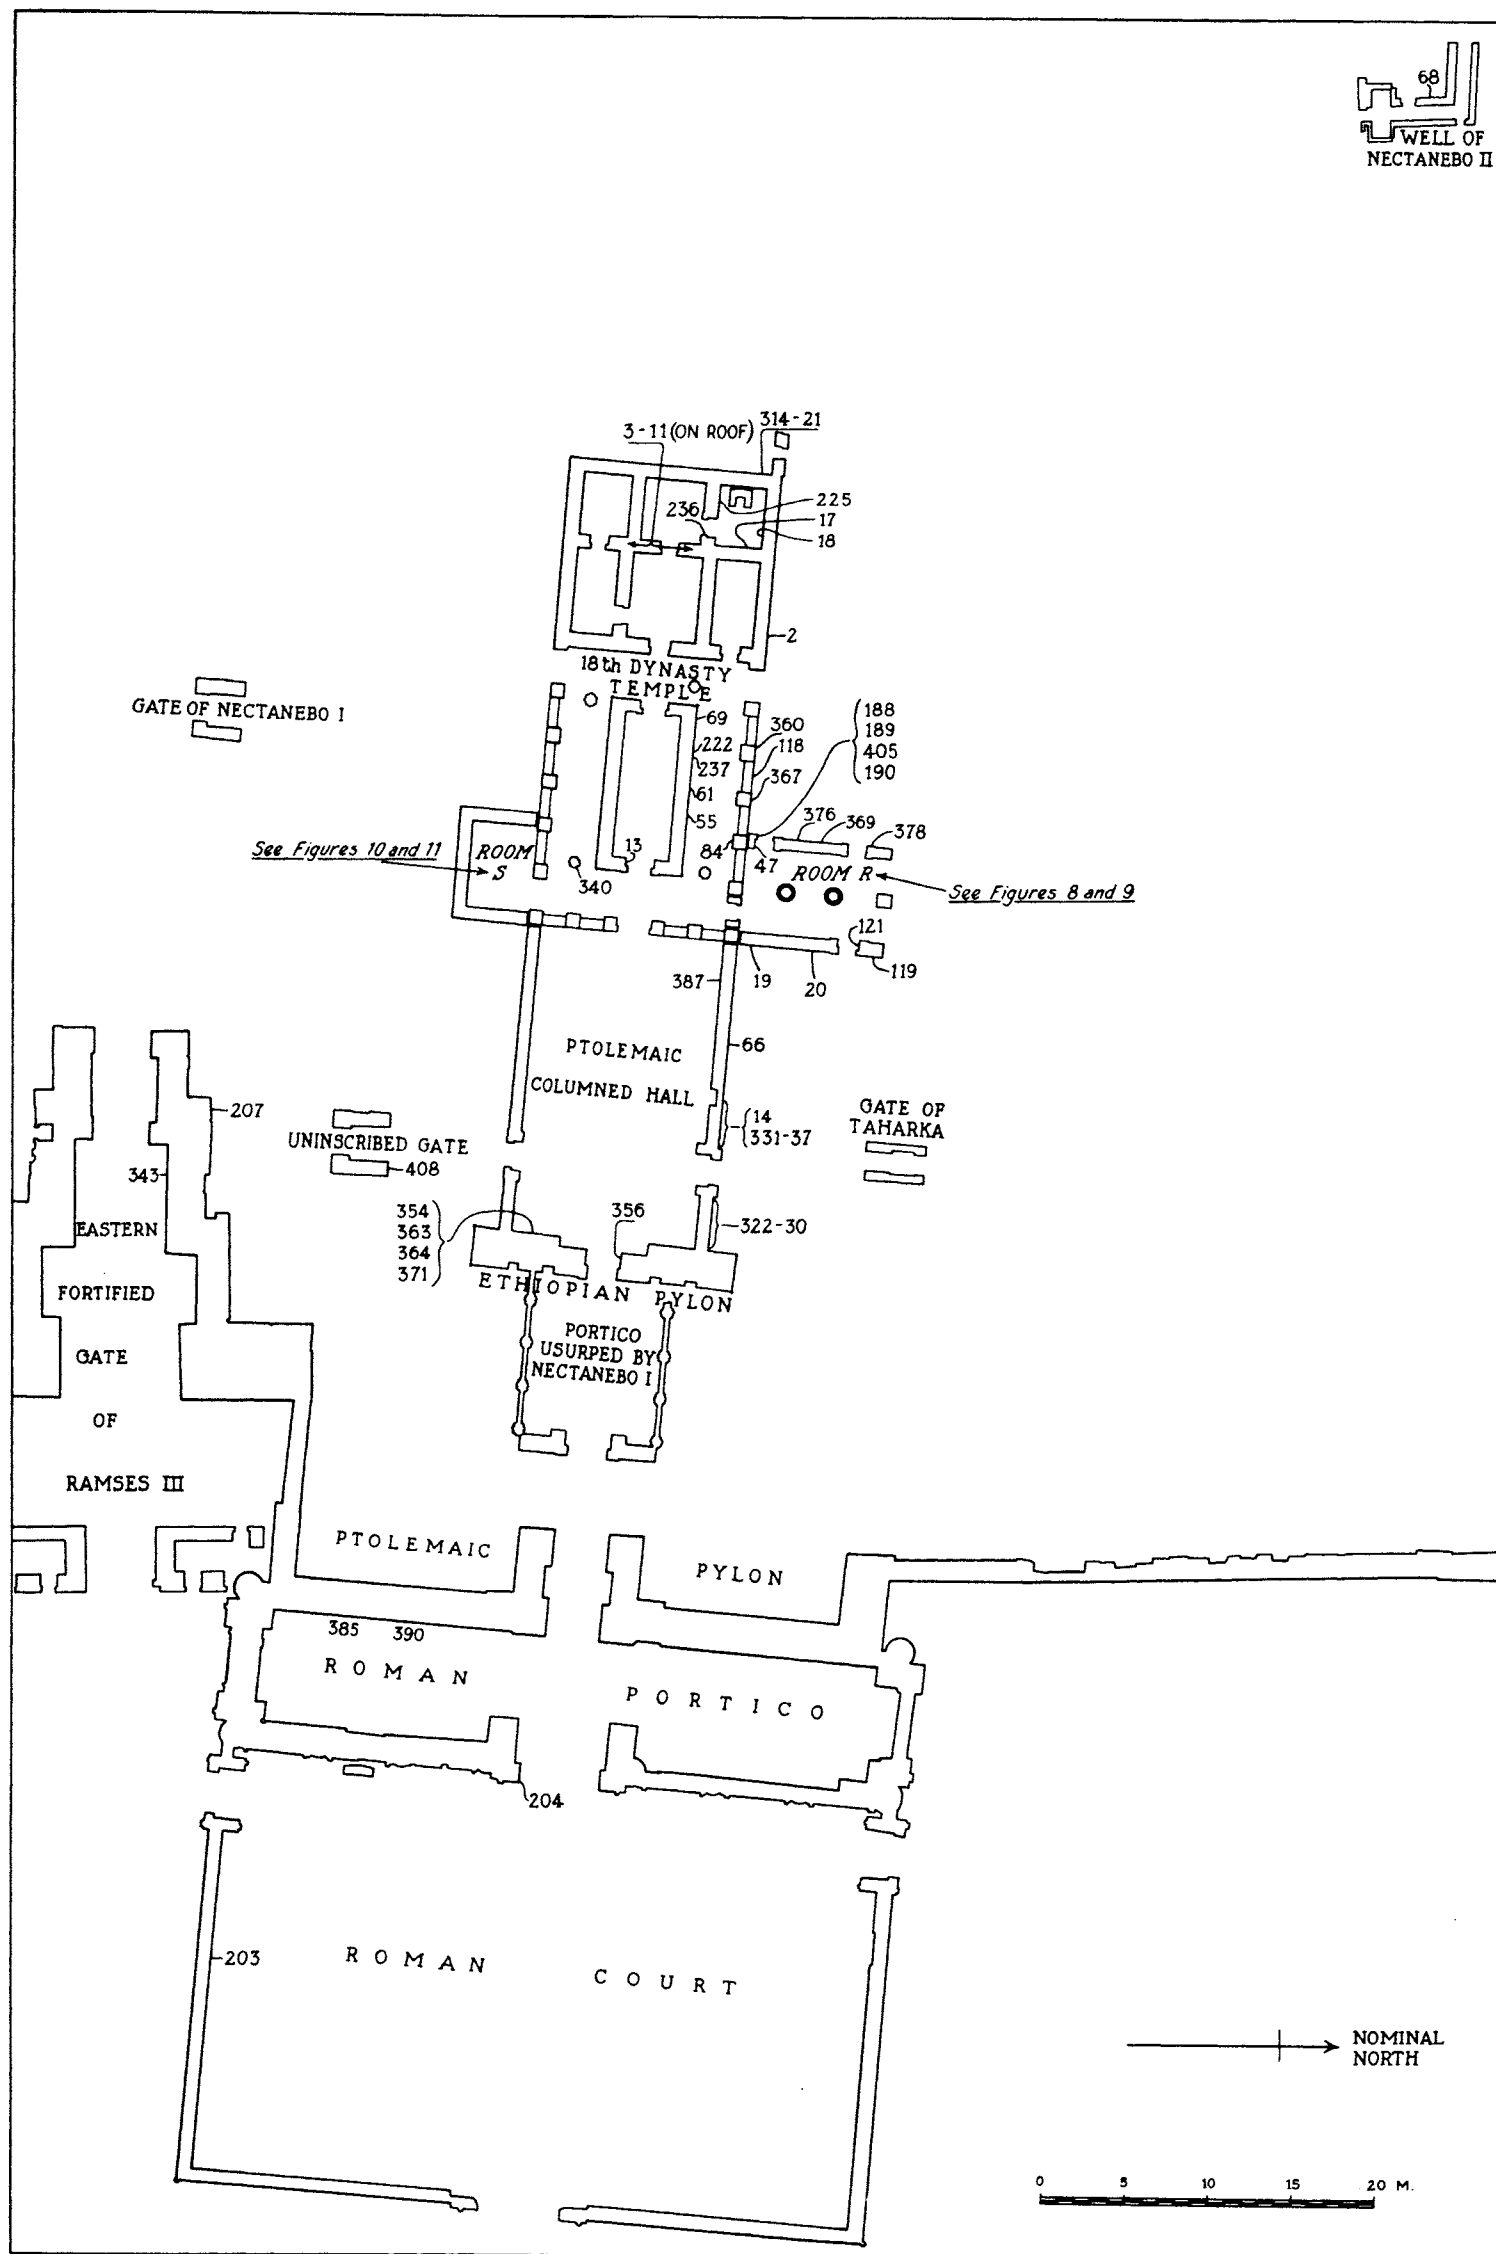 68
WELL OF
NECTANEBO II
3-11 (ON ROOF)
314-21
225
236
17
18
2
18th DYNASTY
TEMPLE
GATE OF NECTANEBO I
69
222
237
61
55
360
118
367
188
189
405
190
376
369
378
84
47
13
340
ROOM
S
See Figures 10 and 11
ROOM R
See Figures 8 and 9
121
119
387
19
20
PTOLEMAIC
COLUMNED HALL
66
14
331-37
207
343
UNINSCRIBED GATE
408
GATE OF
TAHARKA
354
363
364
371
356
322-30
ETHIOPIAN PYLON
PORTICO
USURPED BY
NECTANEBO I
EASTERN
FORTIFIED
GATE
OF
RAMSES III
PTOLEMAIC PYLON
385 390
ROMAN PORTICO
204
203
ROMAN COURT
NOMINAL
NORTH
0 5 10 15 20 M.